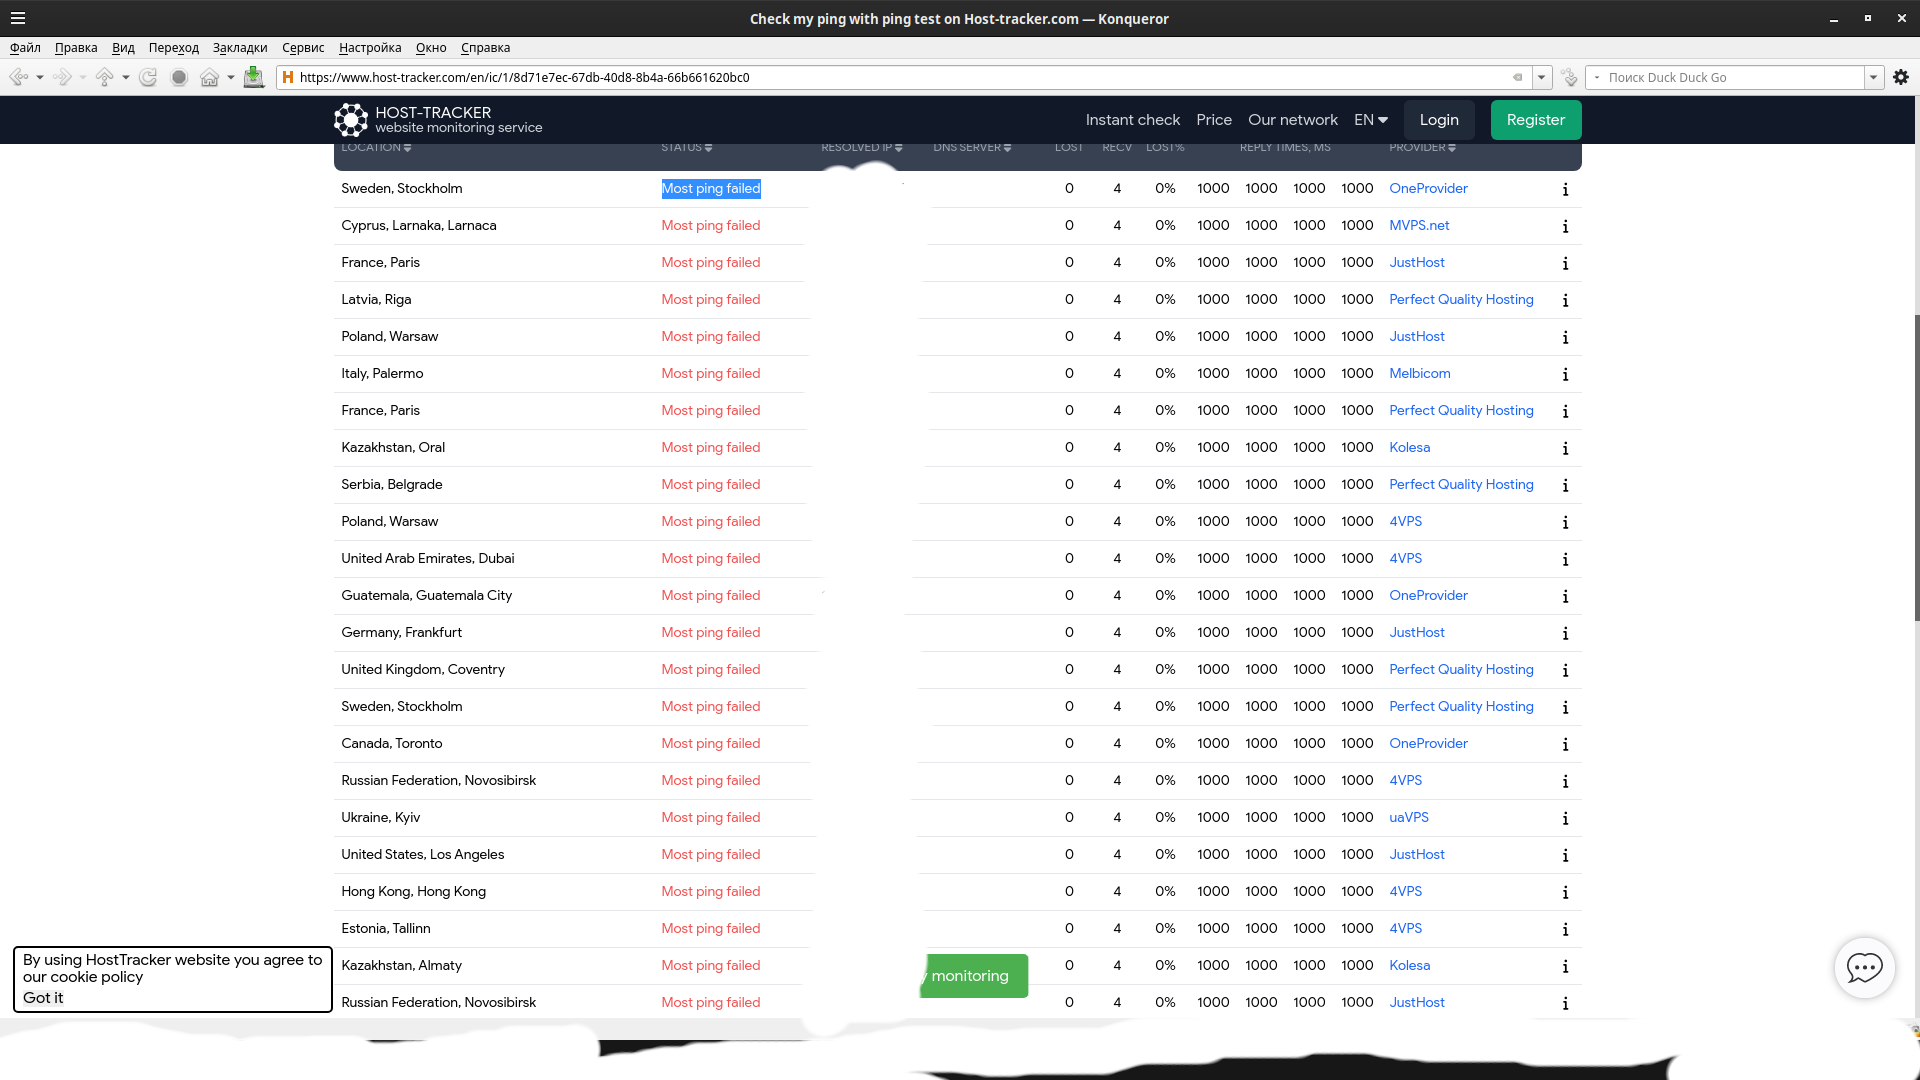 Check my ping with ping test on Host-tracker.com — Konqueror
Файл Правка Вид Переход Закладки Сервис Настройка Окно Справка
https://www.host-tracker.com/en/ic/1/8d71e7ec-67db-40d8-8b4a-66b661620bc0 Поиск Duck Duck Go
HOST-TRACKER
website monitoring service
Instant check Price Our network EN Login Register
LOCATION STATUS RESOLVED IP DNS SERVER LOST RECV LOST% REPLY TIMES, MS PROVIDER
Sweden, Stockholm Most ping failed 0 4 0% 1000 1000 1000 1000 OneProvider i
Cyprus, Larnaka, Larnaca Most ping failed 0 4 0% 1000 1000 1000 1000 MVPS.net i
France, Paris Most ping failed 0 4 0% 1000 1000 1000 1000 JustHost i
Latvia, Riga Most ping failed 0 4 0% 1000 1000 1000 1000 Perfect Quality Hosting i
Poland, Warsaw Most ping failed 0 4 0% 1000 1000 1000 1000 JustHost i
Italy, Palermo Most ping failed 0 4 0% 1000 1000 1000 1000 Melbicom i
France, Paris Most ping failed 0 4 0% 1000 1000 1000 1000 Perfect Quality Hosting i
Kazakhstan, Oral Most ping failed 0 4 0% 1000 1000 1000 1000 Kolesa i
Serbia, Belgrade Most ping failed 0 4 0% 1000 1000 1000 1000 Perfect Quality Hosting i
Poland, Warsaw Most ping failed 0 4 0% 1000 1000 1000 1000 4VPS i
United Arab Emirates, Dubai Most ping failed 0 4 0% 1000 1000 1000 1000 4VPS i
Guatemala, Guatemala City Most ping failed 0 4 0% 1000 1000 1000 1000 OneProvider i
Germany, Frankfurt Most ping failed 0 4 0% 1000 1000 1000 1000 JustHost i
United Kingdom, Coventry Most ping failed 0 4 0% 1000 1000 1000 1000 Perfect Quality Hosting i
Sweden, Stockholm Most ping failed 0 4 0% 1000 1000 1000 1000 Perfect Quality Hosting i
Canada, Toronto Most ping failed 0 4 0% 1000 1000 1000 1000 OneProvider i
Russian Federation, Novosibirsk Most ping failed 0 4 0% 1000 1000 1000 1000 4VPS i
Ukraine, Kyiv Most ping failed 0 4 0% 1000 1000 1000 1000 uaVPS i
United States, Los Angeles Most ping failed 0 4 0% 1000 1000 1000 1000 JustHost i
Hong Kong, Hong Kong Most ping failed 0 4 0% 1000 1000 1000 1000 4VPS i
Estonia, Tallinn Most ping failed 0 4 0% 1000 1000 1000 1000 4VPS i
Kazakhstan, Almaty Most ping failed 0 4 0% 1000 1000 1000 1000 Kolesa i
Russian Federation, Novosibirsk Most ping failed 0 4 0% 1000 1000 1000 1000 JustHost i
monitoring
By using HostTracker website you agree to
our cookie policy
Got it